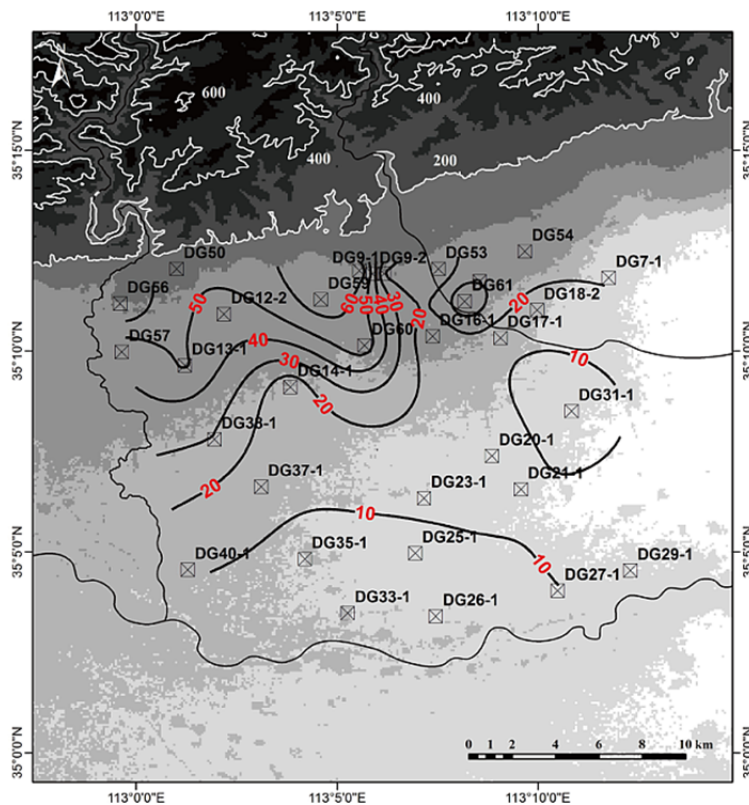 113°0'0"E 113°5'0"E 113°10'0"E
N
600
400
400
200
35°15'0"N 35°15'0"N
DG54
DG50 DG9-1 DG9-2 DG53
DG7-1
DG56 DG59 DG61
50 60 50 40 30 20 20
DG12-2 DG18-2
DG57 DG60 DG16-1 DG17-1
40
35°10'0"N 35°10'0"N
DG13-1 30 10
DG14-1
20 DG31-1
DG38-1
DG20-1
20 DG37-1 DG21-1
DG23-1
10
DG35-1 DG25-1 10
35°5'0"N 35°5'0"N
DG40-1 DG29-1
DG27-1
DG33-1 DG26-1
0 1 2 4 6 8 10 km
35°0'0"N 35°0'0"N
113°0'0"E 113°5'0"E 113°10'0"E